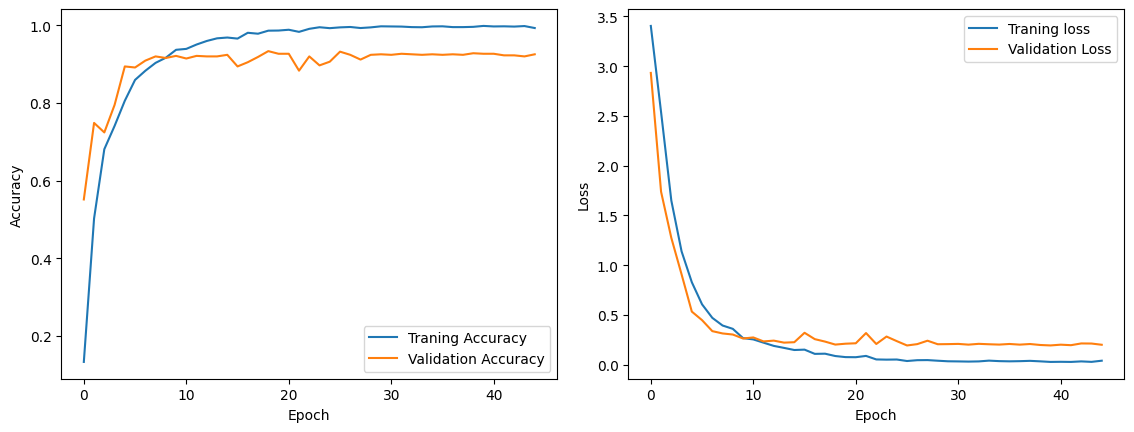 1.0
0.8
0.6
0.4
0.2
Accuracy
0
10
20
30
40
Epoch
Traning Accuracy
Validation Accuracy
3.5
3.0
2.5
2.0
1.5
1.0
0.5
0.0
Loss
0
10
20
30
40
Epoch
Traning loss
Validation Loss